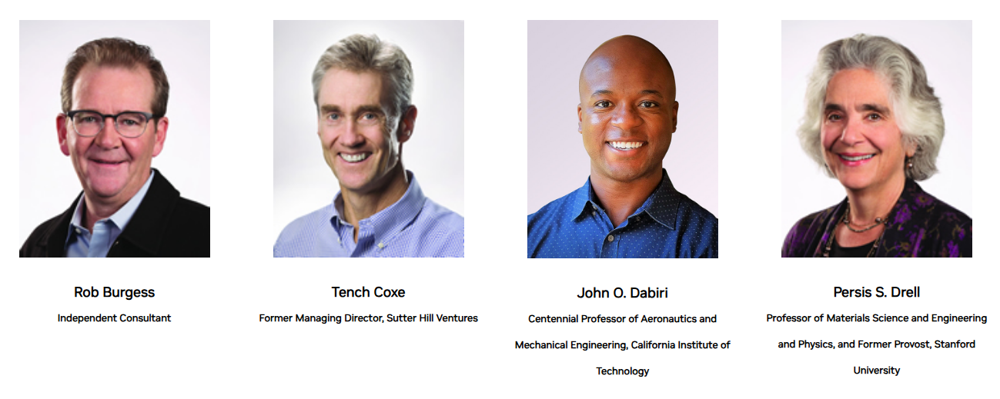 Rob Burgess
Independent Consultant
Tench Coxe
Former Managing Director, Sutter Hill Ventures
John O. Dabiri
Centennial Professor of Aeronautics and
Mechanical Engineering, California Institute of
Technology
Persis S. Drell
Professor of Materials Science and Engineering
and Physics, and Former Provost, Stanford
University